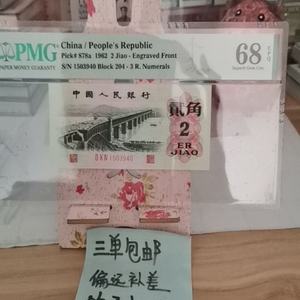 PMG
PAPER MONEY GUARANTY
China / People's Republic
Pick# 878a 1962 2 Jiao - Engraved Front
S/N 1503940 Block 204 - 3 R. Numerals
68 EPQ
Superb Gem Unc
中国人民银行
贰角
2
ER
JIAO
1503940
三单包邮
偏远补差